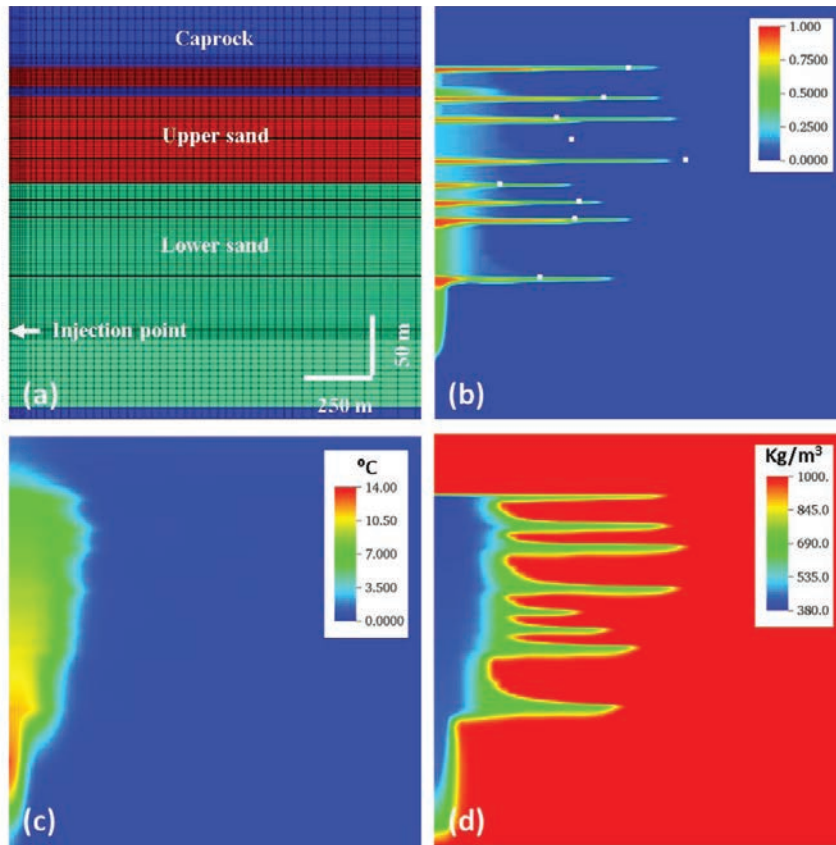 Caprock
Upper sand
Lower sand
Injection point
50 m
250 m
(a)
1.000
0.7500
0.5000
0.2500
0.0000
(b)
°C
14.00
10.50
7.000
3.500
0.0000
(c)
Kg/m³
1000.
845.0
690.0
535.0
380.0
(d)